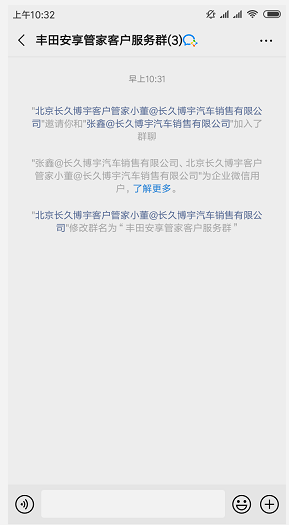 上午10:32
丰田安享管家客户服务群(3)
早上10:31
"北京长久博宇客户管家小董@长久博宇汽车销售有限公
司"邀请你和"张鑫@长久博宇汽车销售有限公司"加入了
群聊
"张鑫@长久博宇汽车销售有限公司、北京长久博宇客户
管家小董@长久博宇汽车销售有限公司"为企业微信用
户，了解更多。
"北京长久博宇客户管家小董@长久博宇汽车销售有限公
司"修改群名为“丰田安享管家客户服务群”